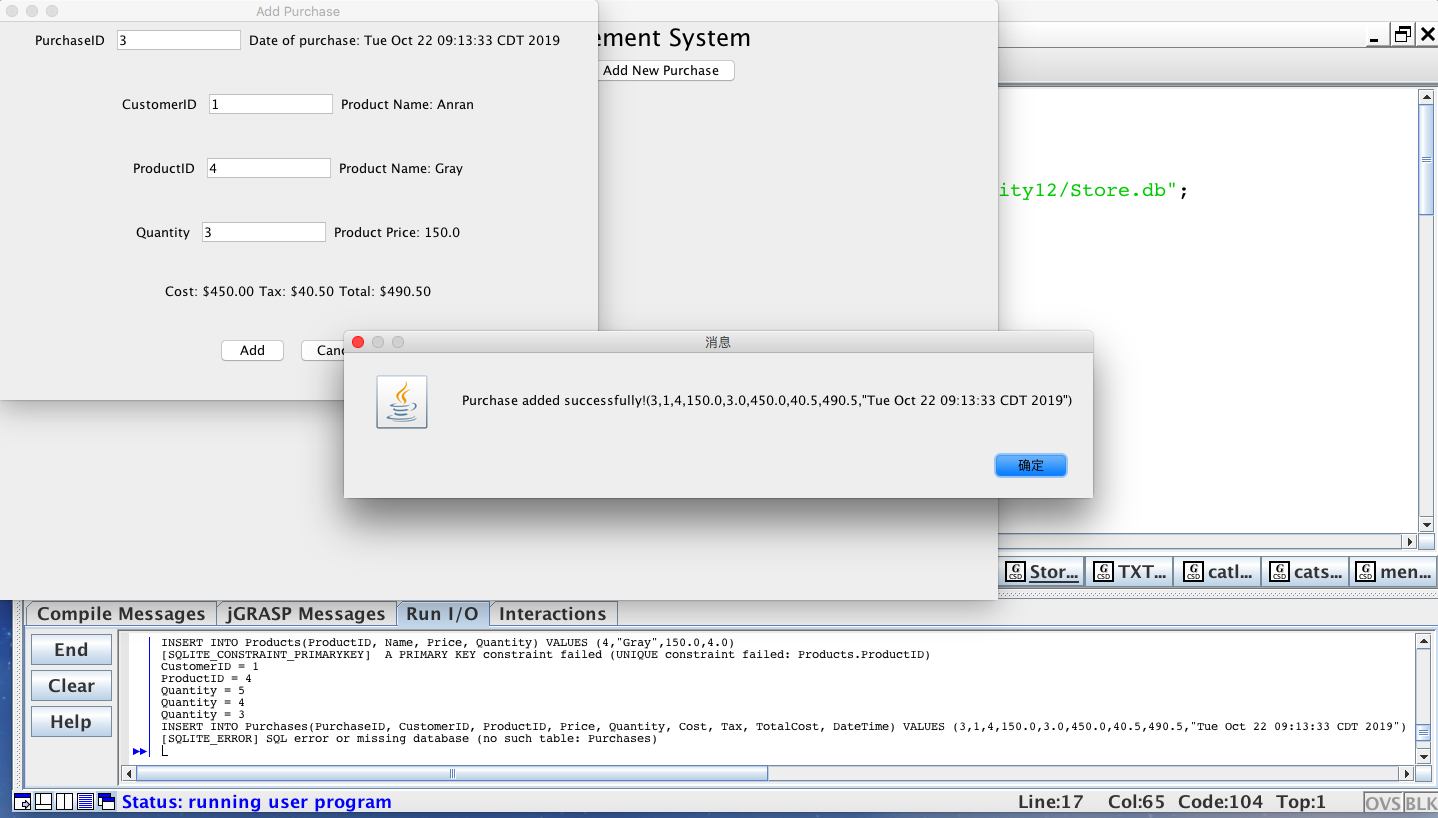 Add Purchase
PurchaseID 3 Date of purchase: Tue Oct 22 09:13:33 CDT 2019
ement System
Add New Purchase
CustomerID 1 Product Name: Anran
ProductID 4 Product Name: Gray
ity12/Store.db";
Quantity 3 Product Price: 150.0
Cost: $450.00 Tax: $40.50 Total: $490.50
Add Canc
消息
Purchase added successfully!(3,1,4,150.0,3.0,450.0,40.5,490.5,"Tue Oct 22 09:13:33 CDT 2019")
确定
G CSD Stor... G CSD TXT... G CSD catl... G CSD cats... G CSD men...
Compile Messages jGRASP Messages Run I/O Interactions
End
Clear
Help
INSERT INTO Products(ProductID, Name, Price, Quantity) VALUES (4,"Gray",150.0,4.0)
[SQLITE_CONSTRAINT_PRIMARYKEY]  A PRIMARY KEY constraint failed (UNIQUE constraint failed: Products.ProductID)
CustomerID = 1
ProductID = 4
Quantity = 5
Quantity = 4
Quantity = 3
INSERT INTO Purchases(PurchaseID, CustomerID, ProductID, Price, Quantity, Cost, Tax, TotalCost, DateTime) VALUES (3,1,4,150.0,3.0,450.0,40.5,490.5,"Tue Oct 22 09:13:33 CDT 2019")
[SQLITE_ERROR] SQL error or missing database (no such table: Purchases)
Status: running user program Line:17 Col:65 Code:104 Top:1 OVS BLK